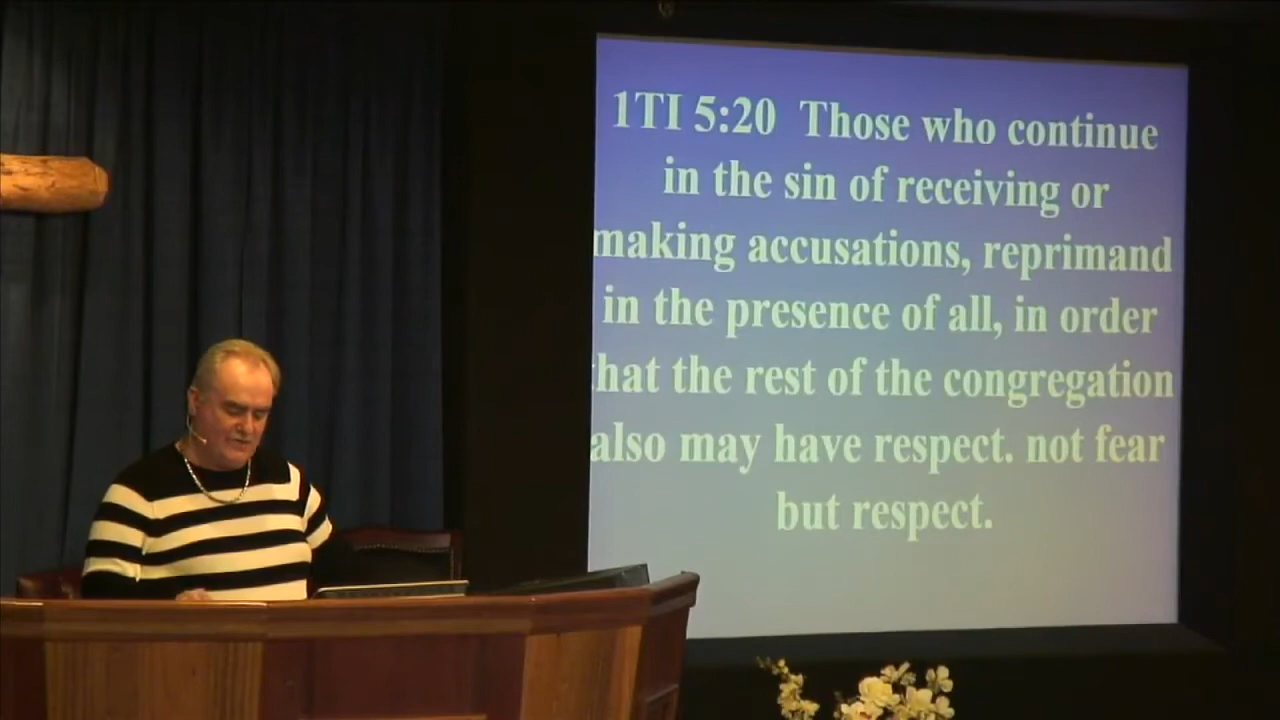 1TI 5:20 Those who continue
in the sin of receiving or
making accusations, reprimand
in the presence of all, in order
that the rest of the congregation
also may have respect. not fear
but respect.